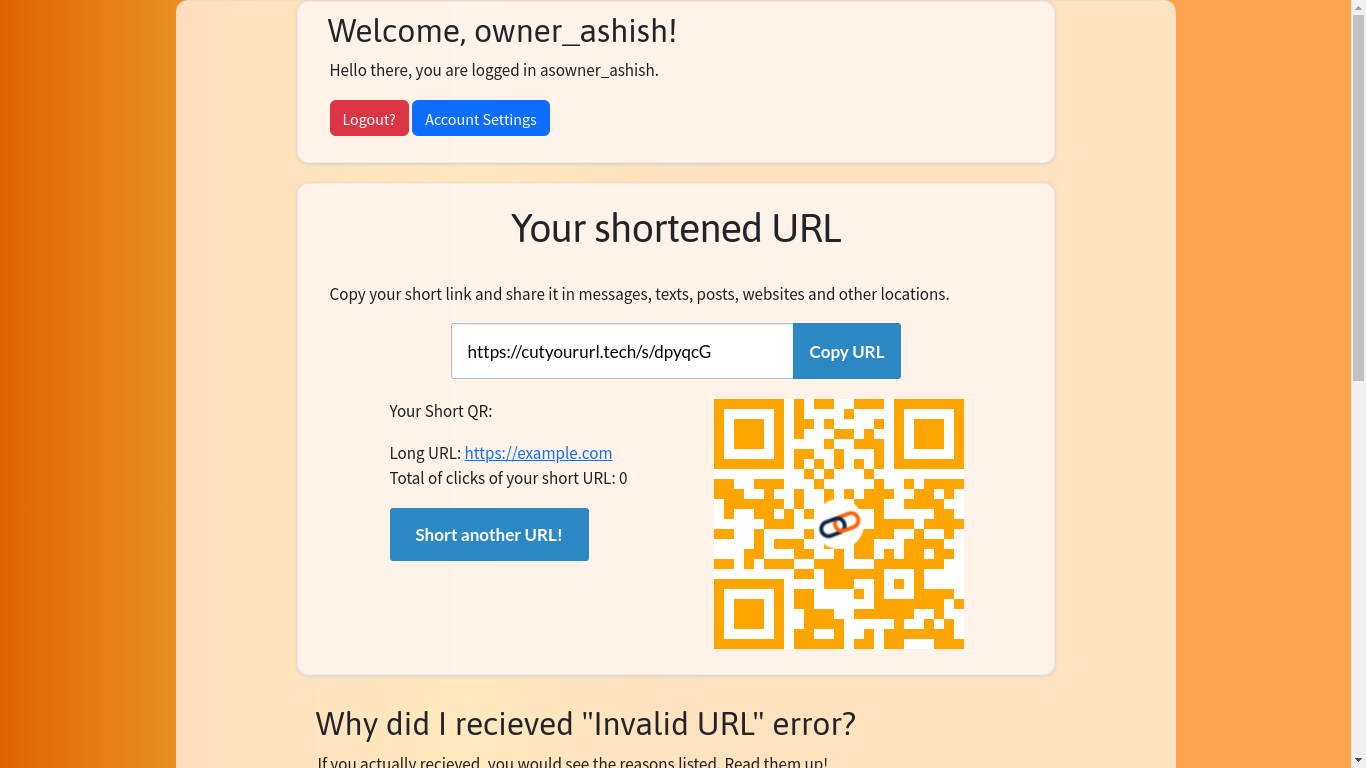 Welcome, owner_ashish!
Hello there, you are logged in asowner_ashish.
Logout? Account Settings
Your shortened URL
Copy your short link and share it in messages, texts, posts, websites and other locations.
https://cutyoururl.tech/s/dpyqcG Copy URL
Your Short QR:
Long URL: https://example.com
Total of clicks of your short URL: 0
Short another URL!
Why did I recieved "Invalid URL" error?
If you actually recieved, you would see the reasons listed. Read them up!